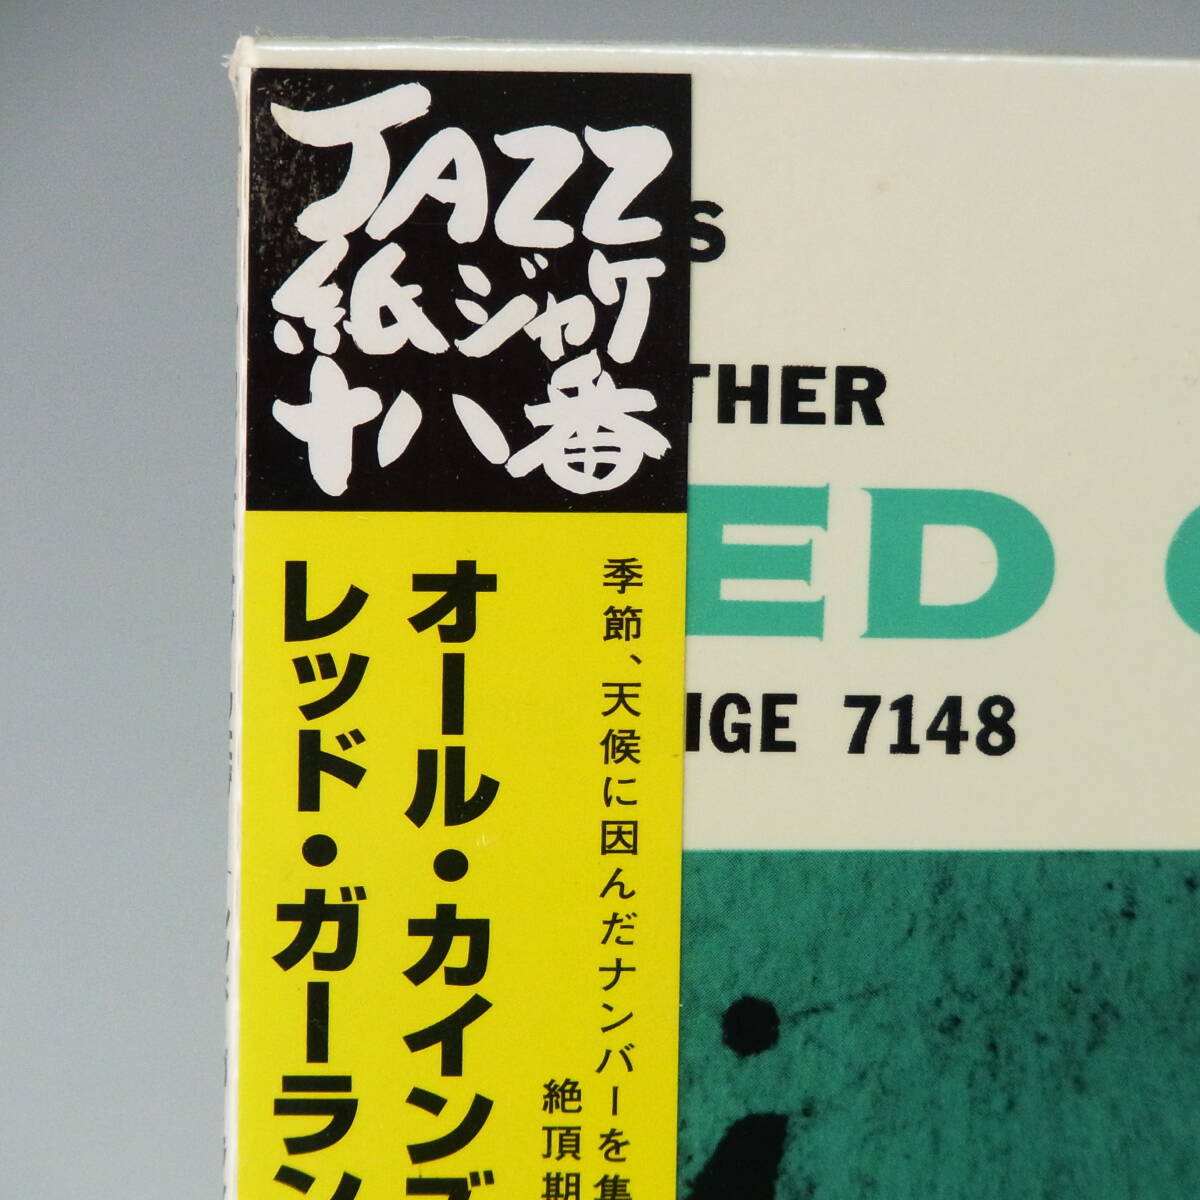 JAZZ
紙ジャケ
十八番
季節、天候に因んだナンバーを集
絶頂期
オール・カインズ
レッド・ガーラン
S
THER
ED
IGE 7148